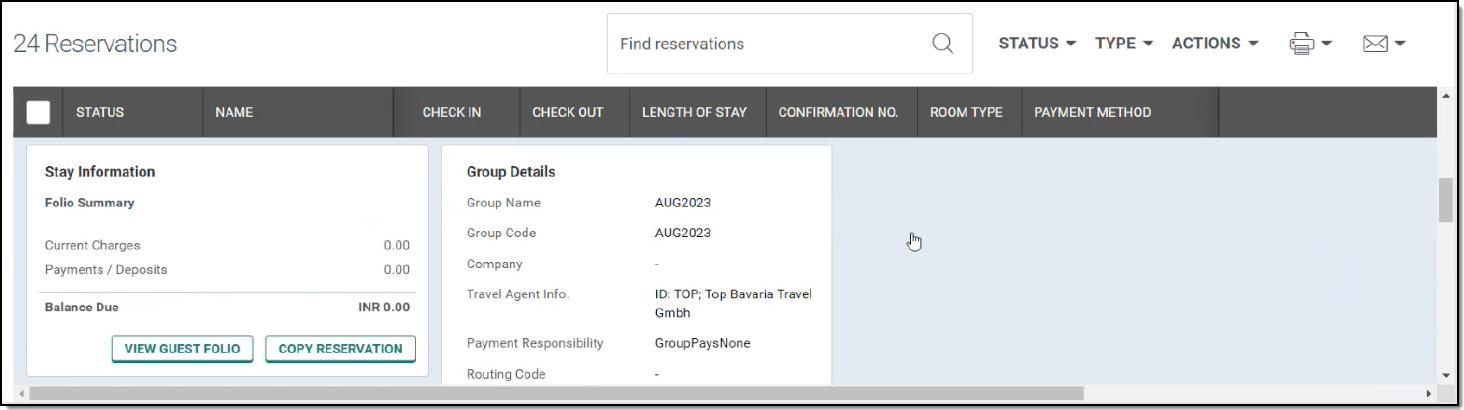 24 Reservations
Find reservations
STATUS TYPE ACTIONS
STATUS NAME CHECK IN CHECK OUT LENGTH OF STAY CONFIRMATION NO. ROOM TYPE PAYMENT METHOD
Stay Information
Folio Summary
Current Charges 0.00
Payments / Deposits 0.00
Balance Due INR 0.00
VIEW GUEST FOLIO COPY RESERVATION
Group Details
Group Name AUG2023
Group Code AUG2023
Company -
Travel Agent Info. ID: TOP; Top Bavaria Travel
Gmbh
Payment Responsibility GroupPaysNone
Routing Code -